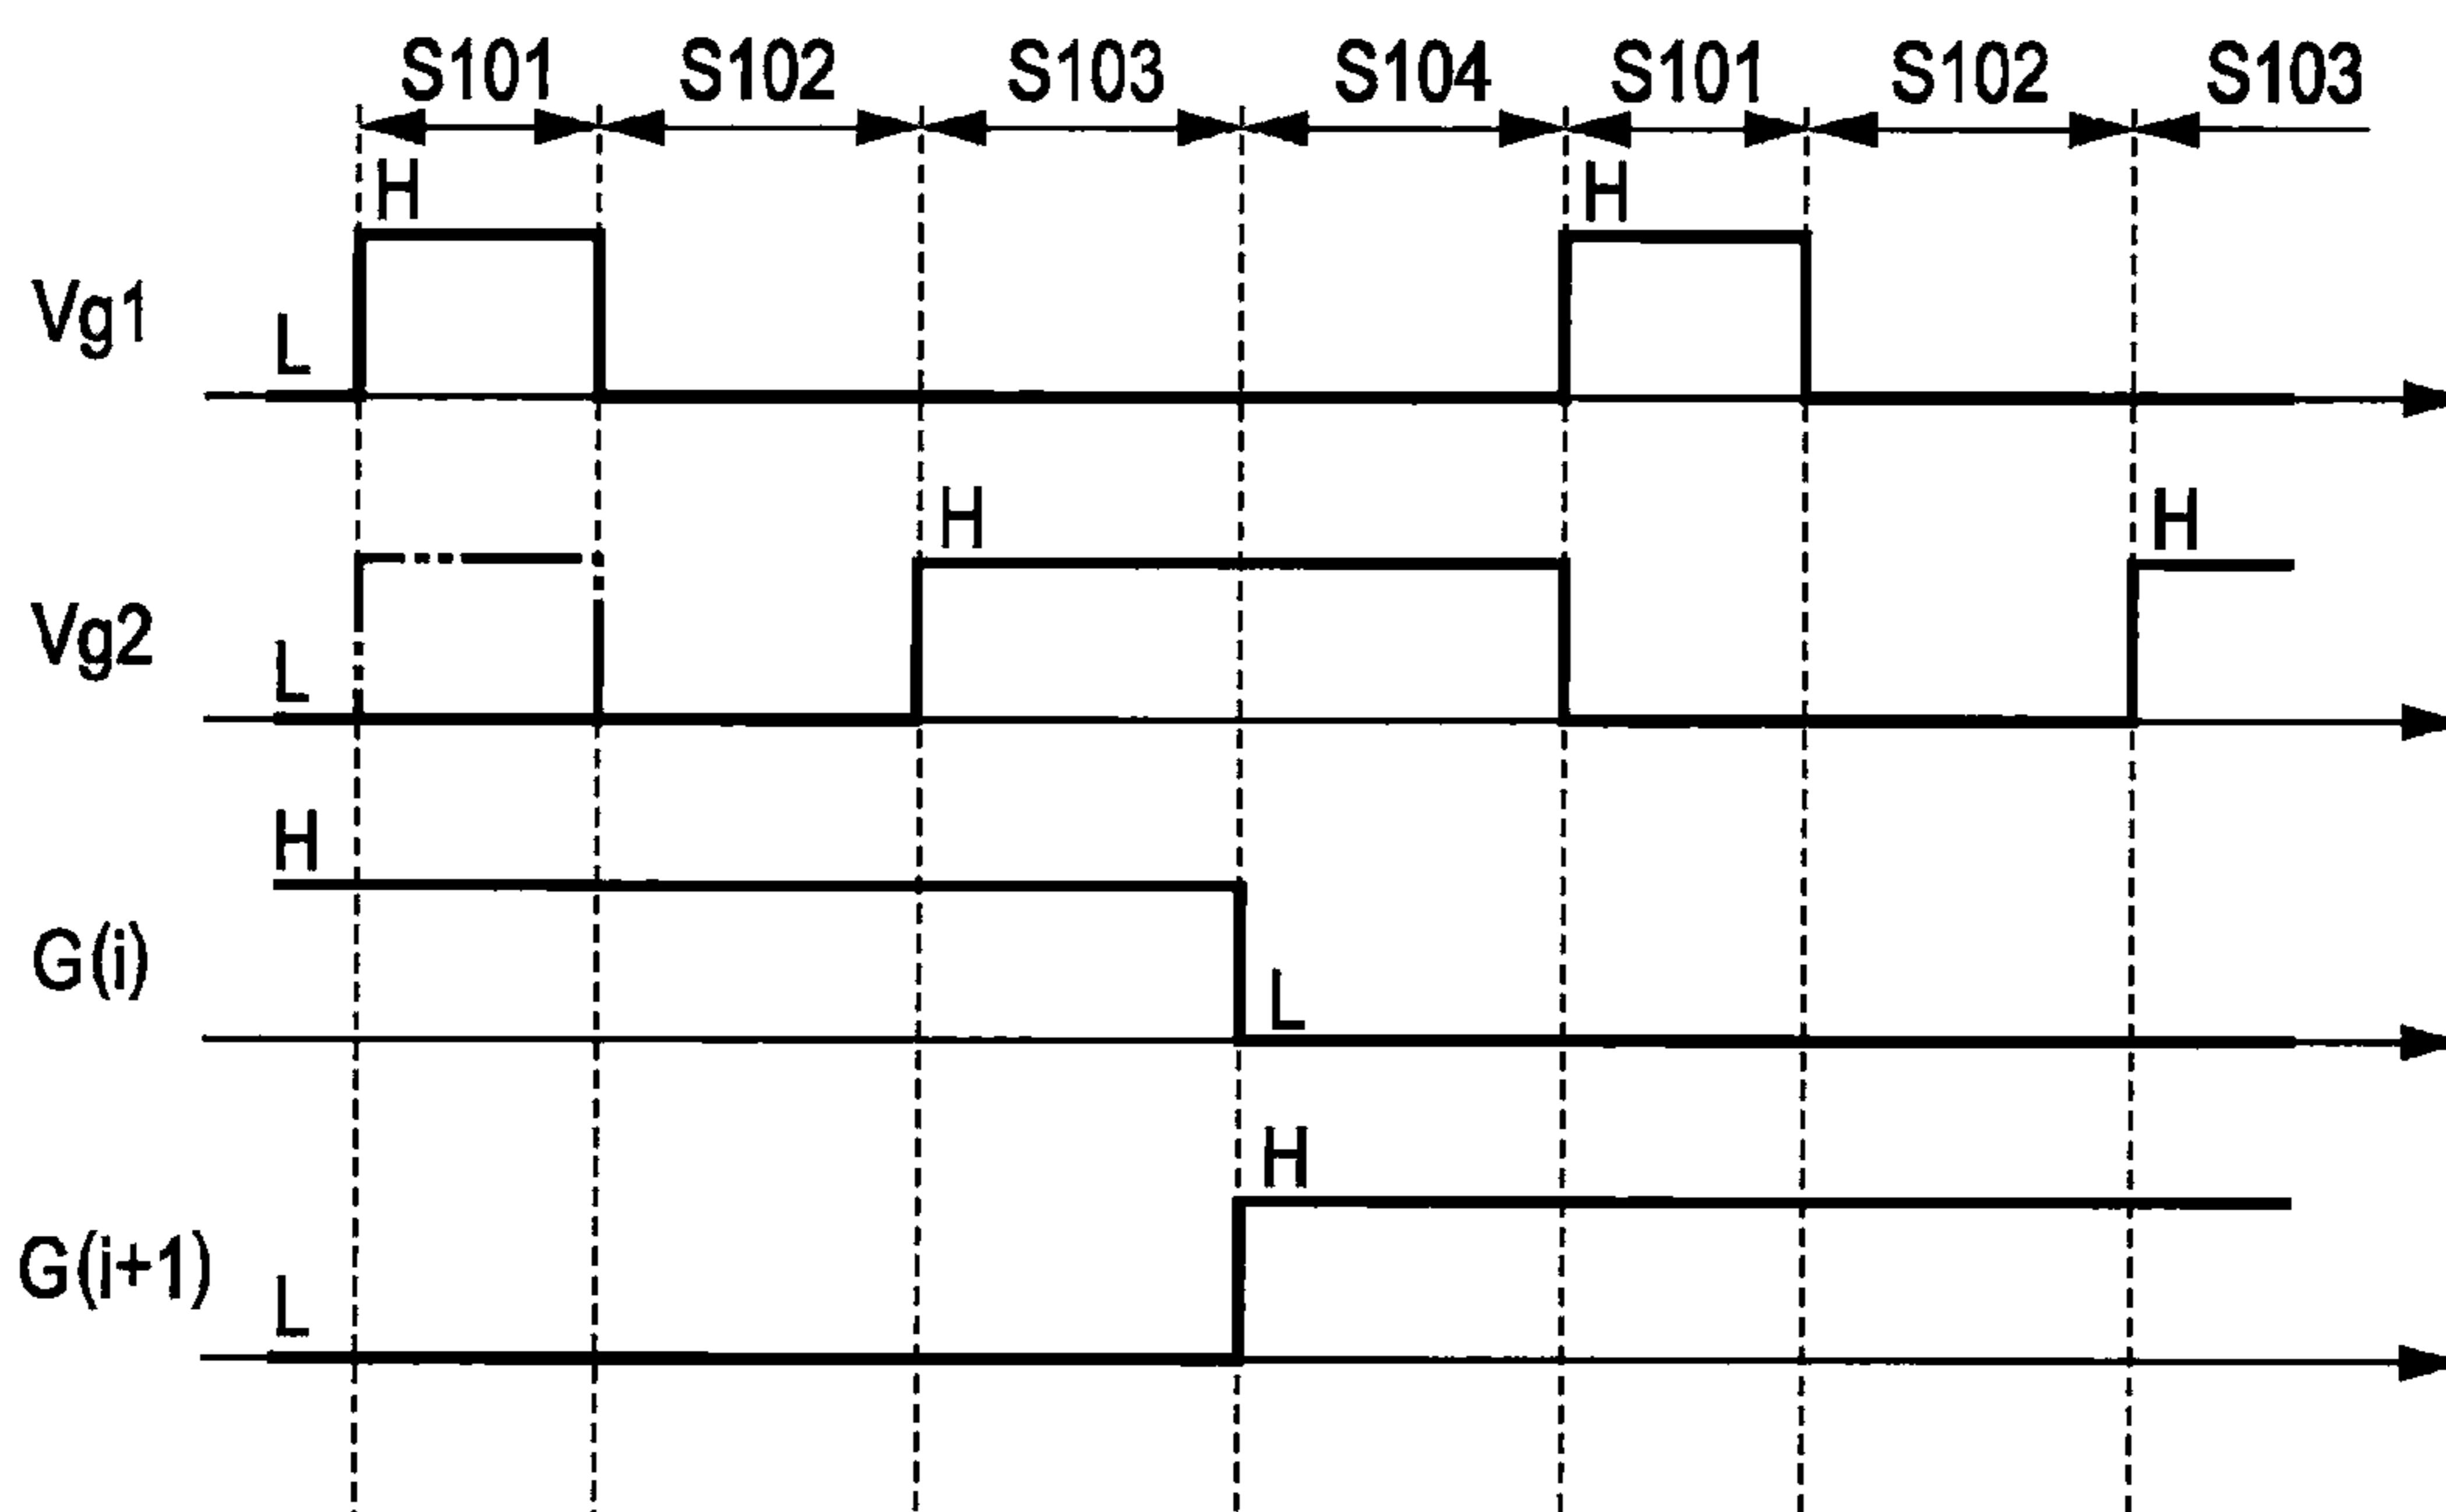 S101 S102 S103 S104 S101 S102 S103
H H
Vg1 L
H H
Vg2 L
H
G(i) L
H
G(i+1) L